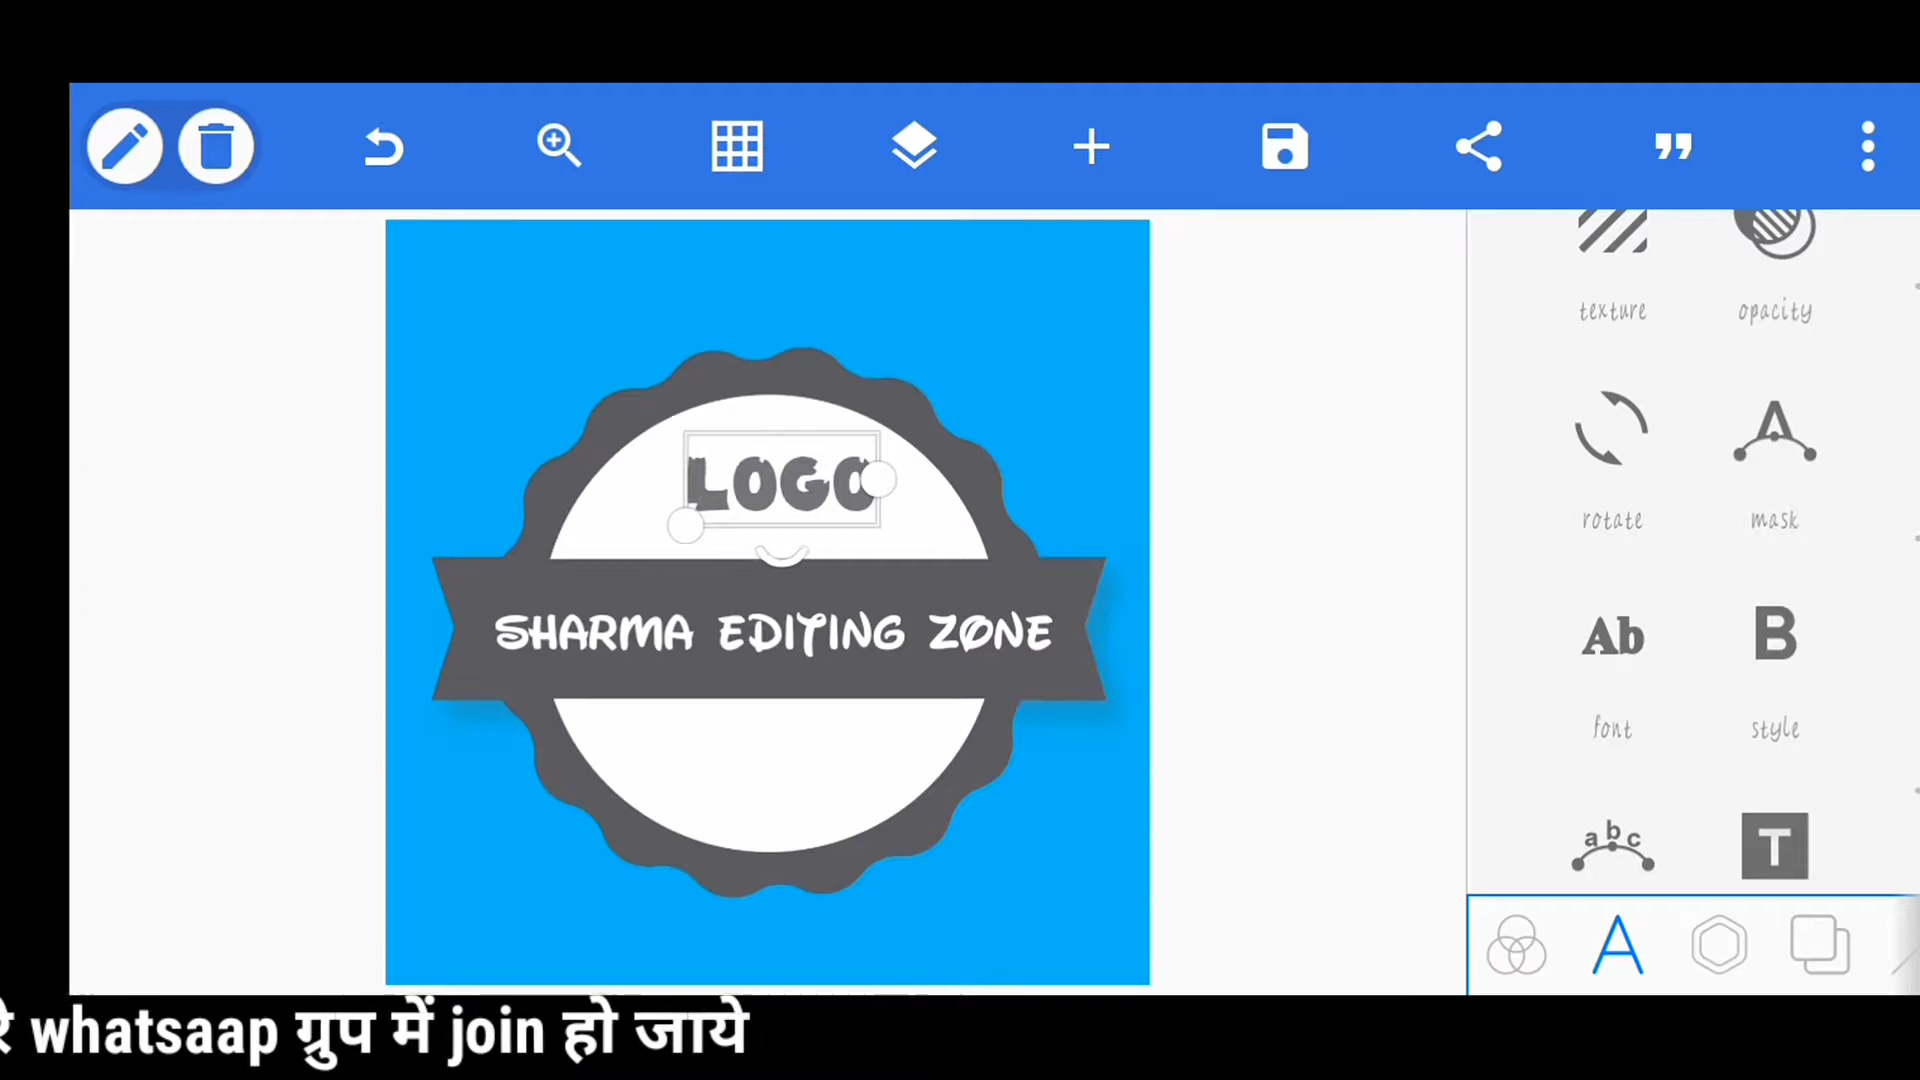 texture
opacity
LOGO
rotate
mask
SHARMA EDITING ZONE
Ab
B
font
style
abc
T
A
whatsaap ग्रुप में join हो जाये